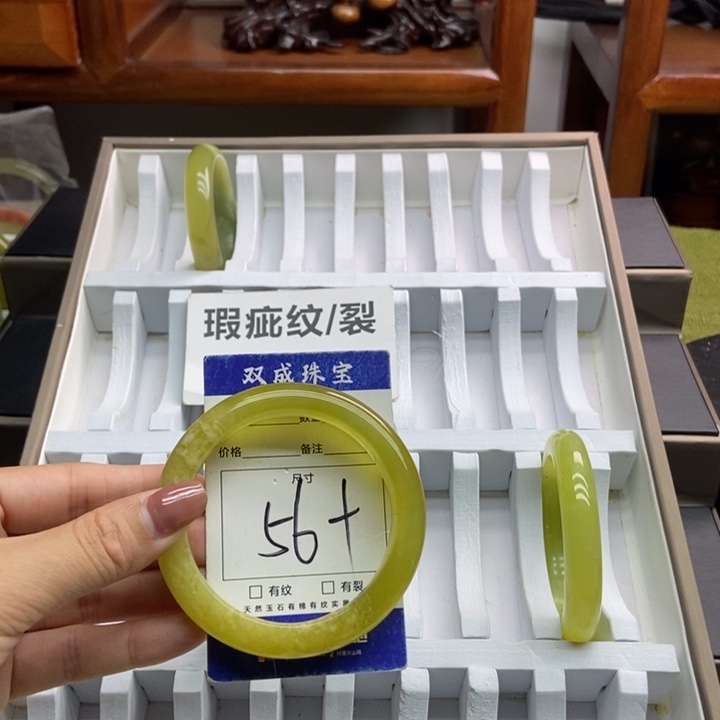 瑕疵纹/裂
双成珠宝
价格 备注
尺寸
56+
□有纹 □有裂
天然玉石有棉有纹实属